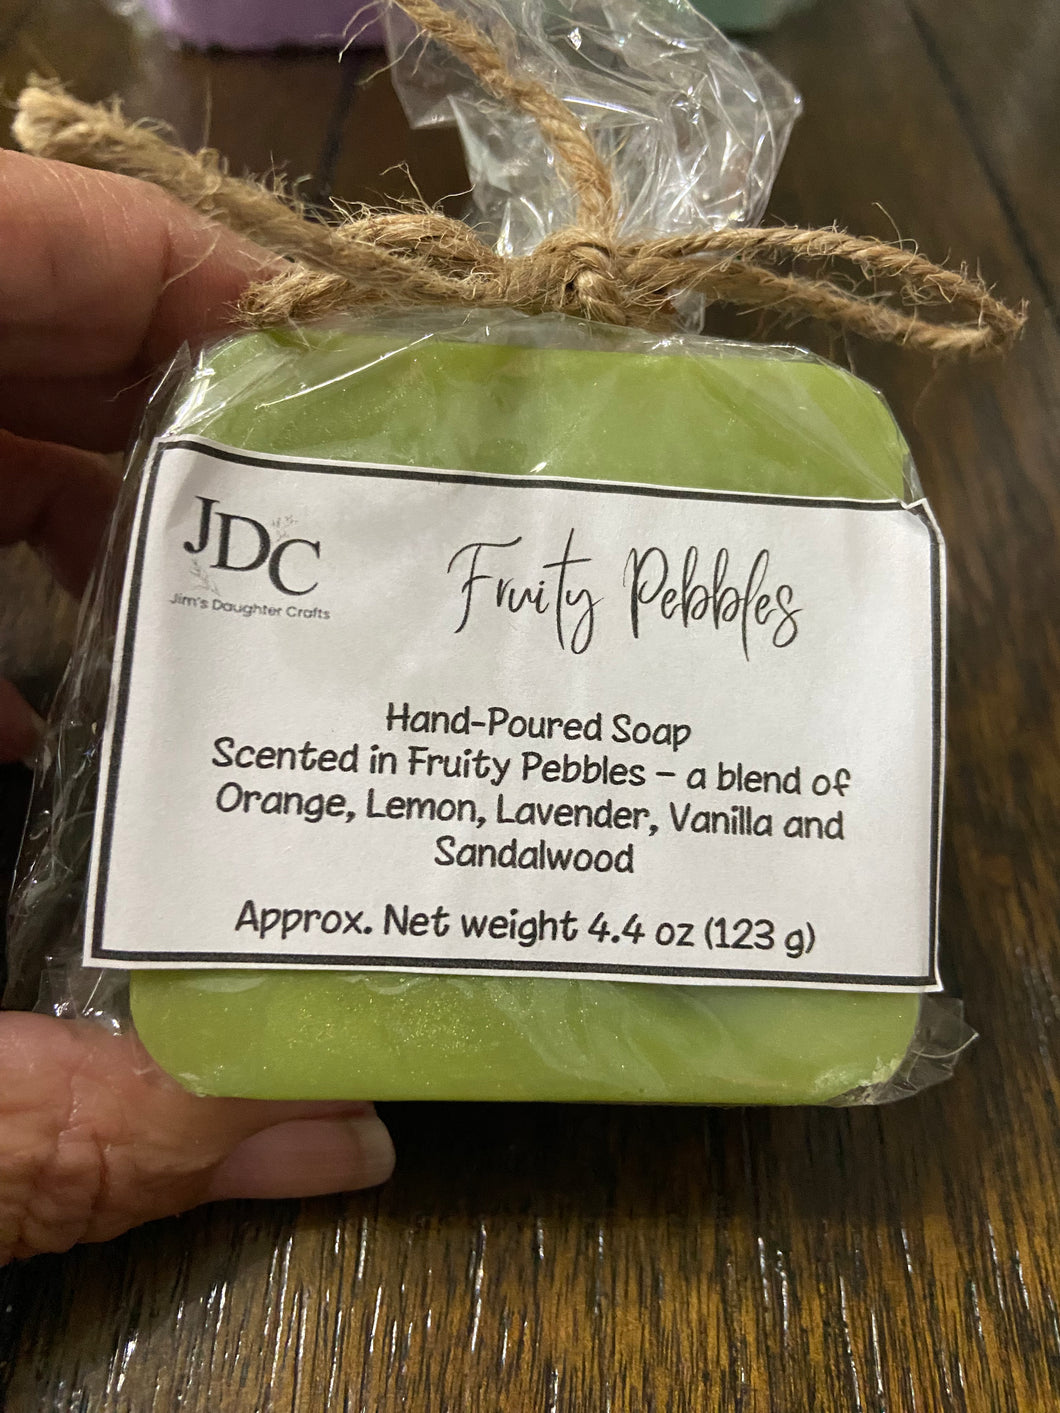 JDC
Jim's Daughter Crafts
Fruity Pebbles
Hand-Poured Soap
Scented in Fruity Pebbles – a blend of
Orange, Lemon, Lavender, Vanilla and
Sandalwood
Approx. Net weight 4.4 oz (123 g)